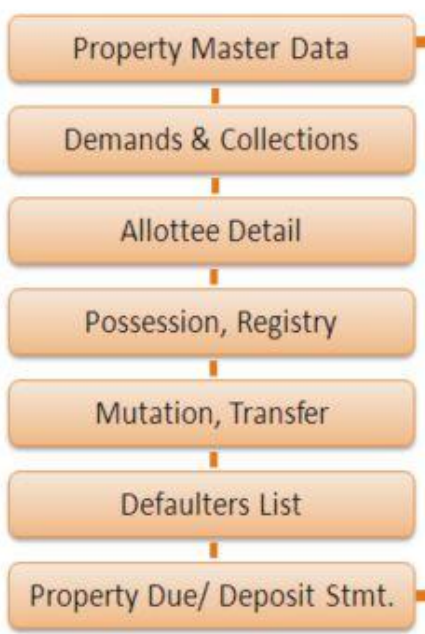 Property Master Data
Demands & Collections
Allottee Detail
Possession, Registry
Mutation, Transfer
Defaulters List
Property Due/ Deposit Stmt.